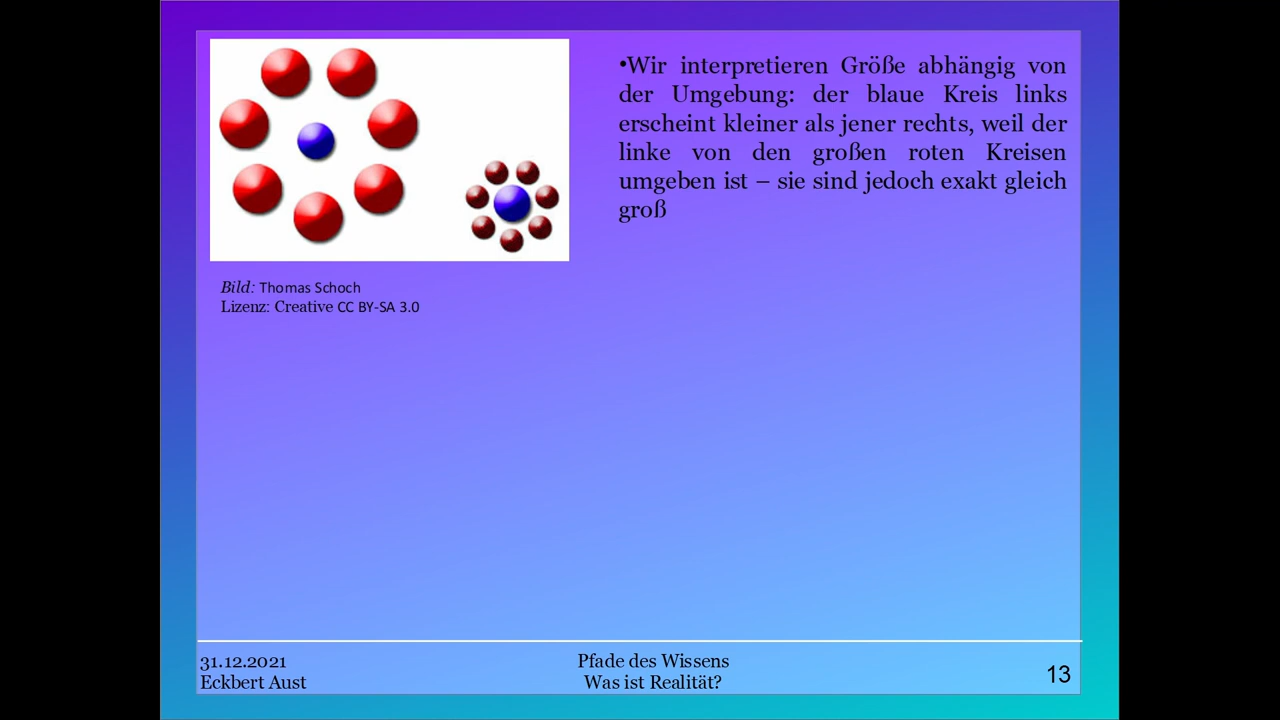 •Wir interpretieren Größe abhängig von
der Umgebung: der blaue Kreis links
erscheint kleiner als jener rechts, weil der
linke von den großen roten Kreisen
umgeben ist – sie sind jedoch exakt gleich
groß
Bild: Thomas Schoch
Lizenz: Creative CC BY-SA 3.0
31.12.2021
Eckbert Aust
Pfade des Wissens
Was ist Realität?
13